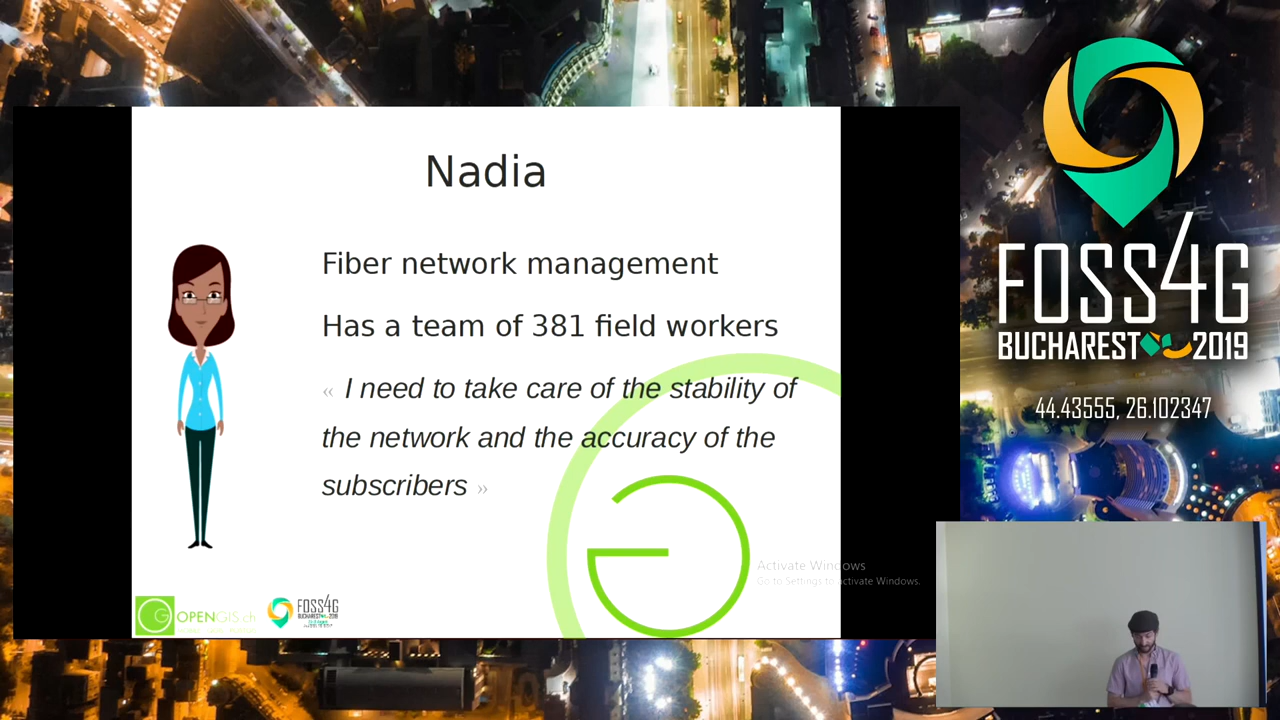 Nadia
Fiber network management
Has a team of 381 field workers
« I need to take care of the stability of
the network and the accuracy of the
subscribers »
Activate Windows
Go to Settings to activate Windows.
OPENGIS.ch
FOSS4G
BUCHAREST 2019
FOSS4G
BUCHAREST 2019
44.43555, 26.102347